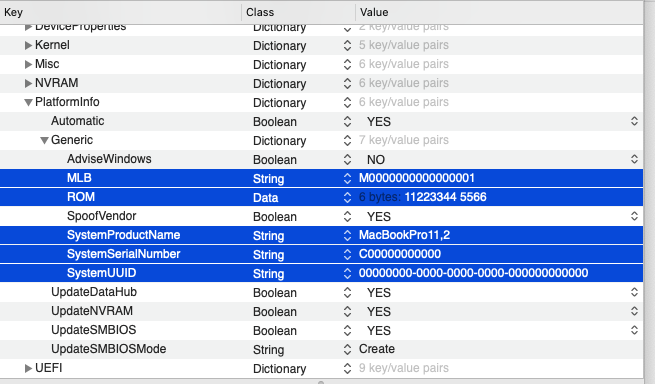 Key Class Value
DeviceProperties Dictionary 2 key/value pairs
Kernel Dictionary 5 key/value pairs
Misc Dictionary 6 key/value pairs
NVRAM Dictionary 6 key/value pairs
PlatformInfo Dictionary 6 key/value pairs
Automatic Boolean YES
Generic Dictionary 7 key/value pairs
AdviseWindows Boolean NO
MLB String M0000000000000001
ROM Data 6 bytes: 11223344 5566
SpoofVendor Boolean YES
SystemProductName String MacBookPro11,2
SystemSerialNumber String C00000000000
SystemUUID String 00000000-0000-0000-0000-000000000000
UpdateDataHub Boolean YES
UpdateNVRAM Boolean YES
UpdateSMBIOS Boolean YES
UpdateSMBIOSMode String Create
UEFI Dictionary 9 key/value pairs